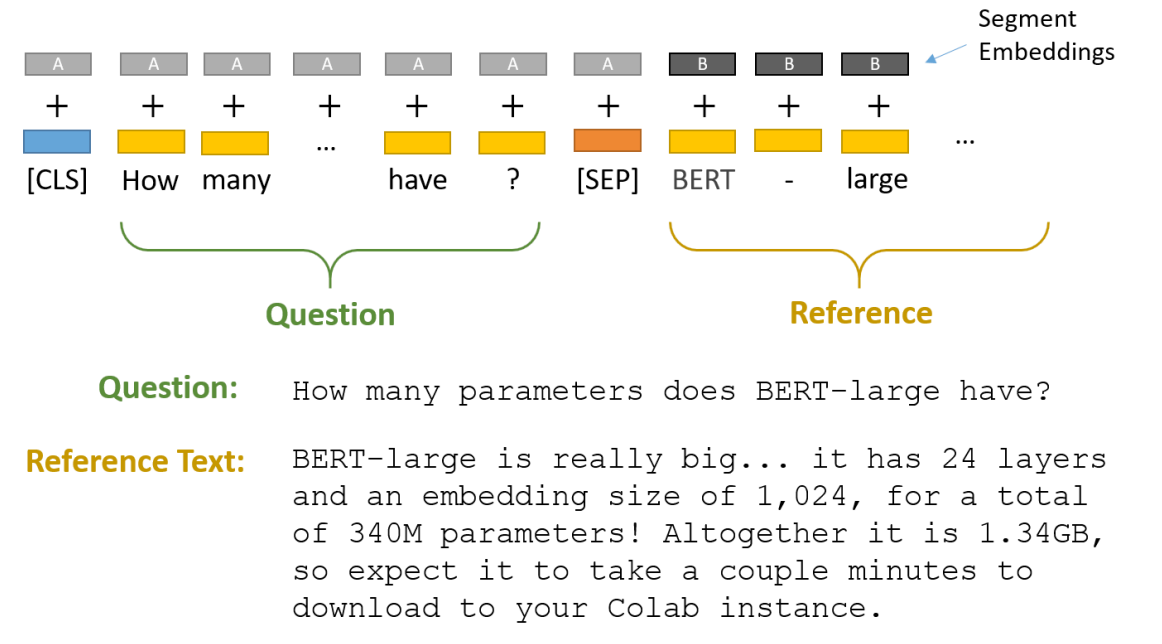 Segment
Embeddings
A A A A A A A B B B
+ + + + + + + + + +
... ...
[CLS] How many have ? [SEP] BERT - large
Question Reference
Question: How many parameters does BERT-large have?
Reference Text: BERT-large is really big... it has 24 layers
and an embedding size of 1,024, for a total
of 340M parameters! Altogether it is 1.34GB,
so expect it to take a couple minutes to
download to your Colab instance.